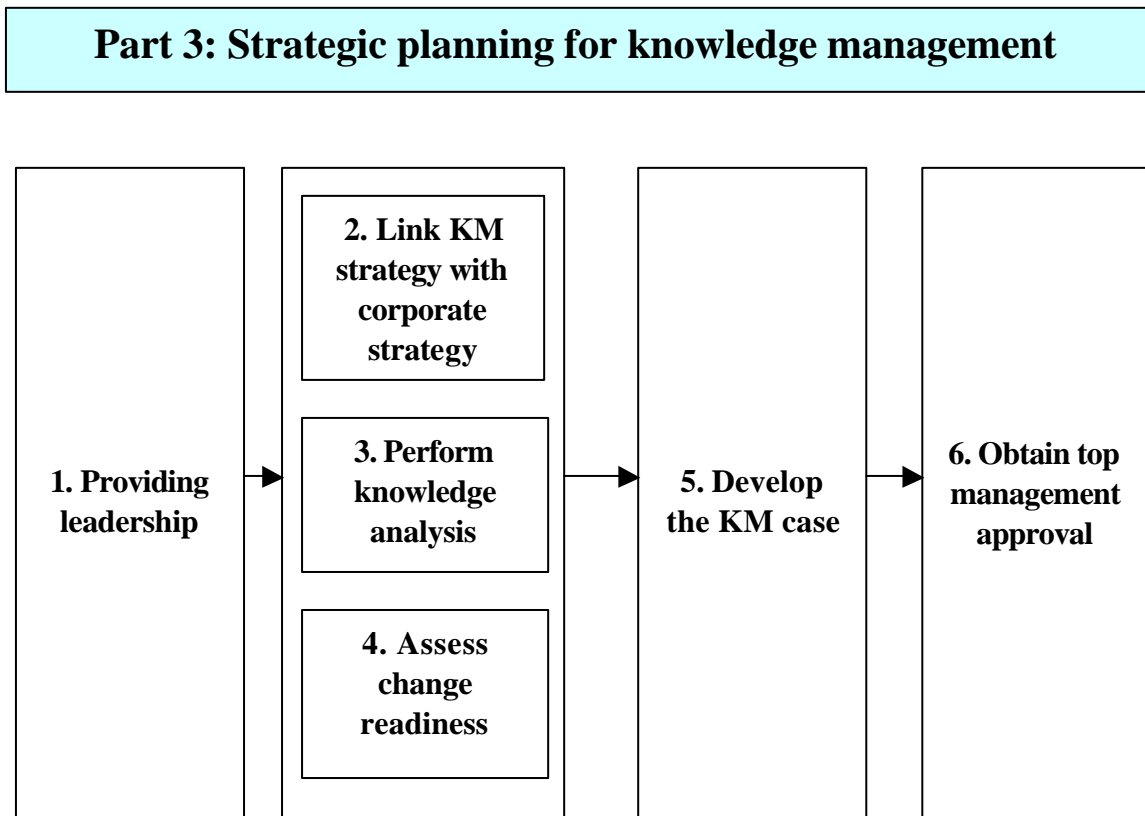 Part 3: Strategic planning for knowledge management
1. Providing
leadership
2. Link KM
strategy with
corporate
strategy
3. Perform
knowledge
analysis
4. Assess
change
readiness
5. Develop
the KM case
6. Obtain top
management
approval